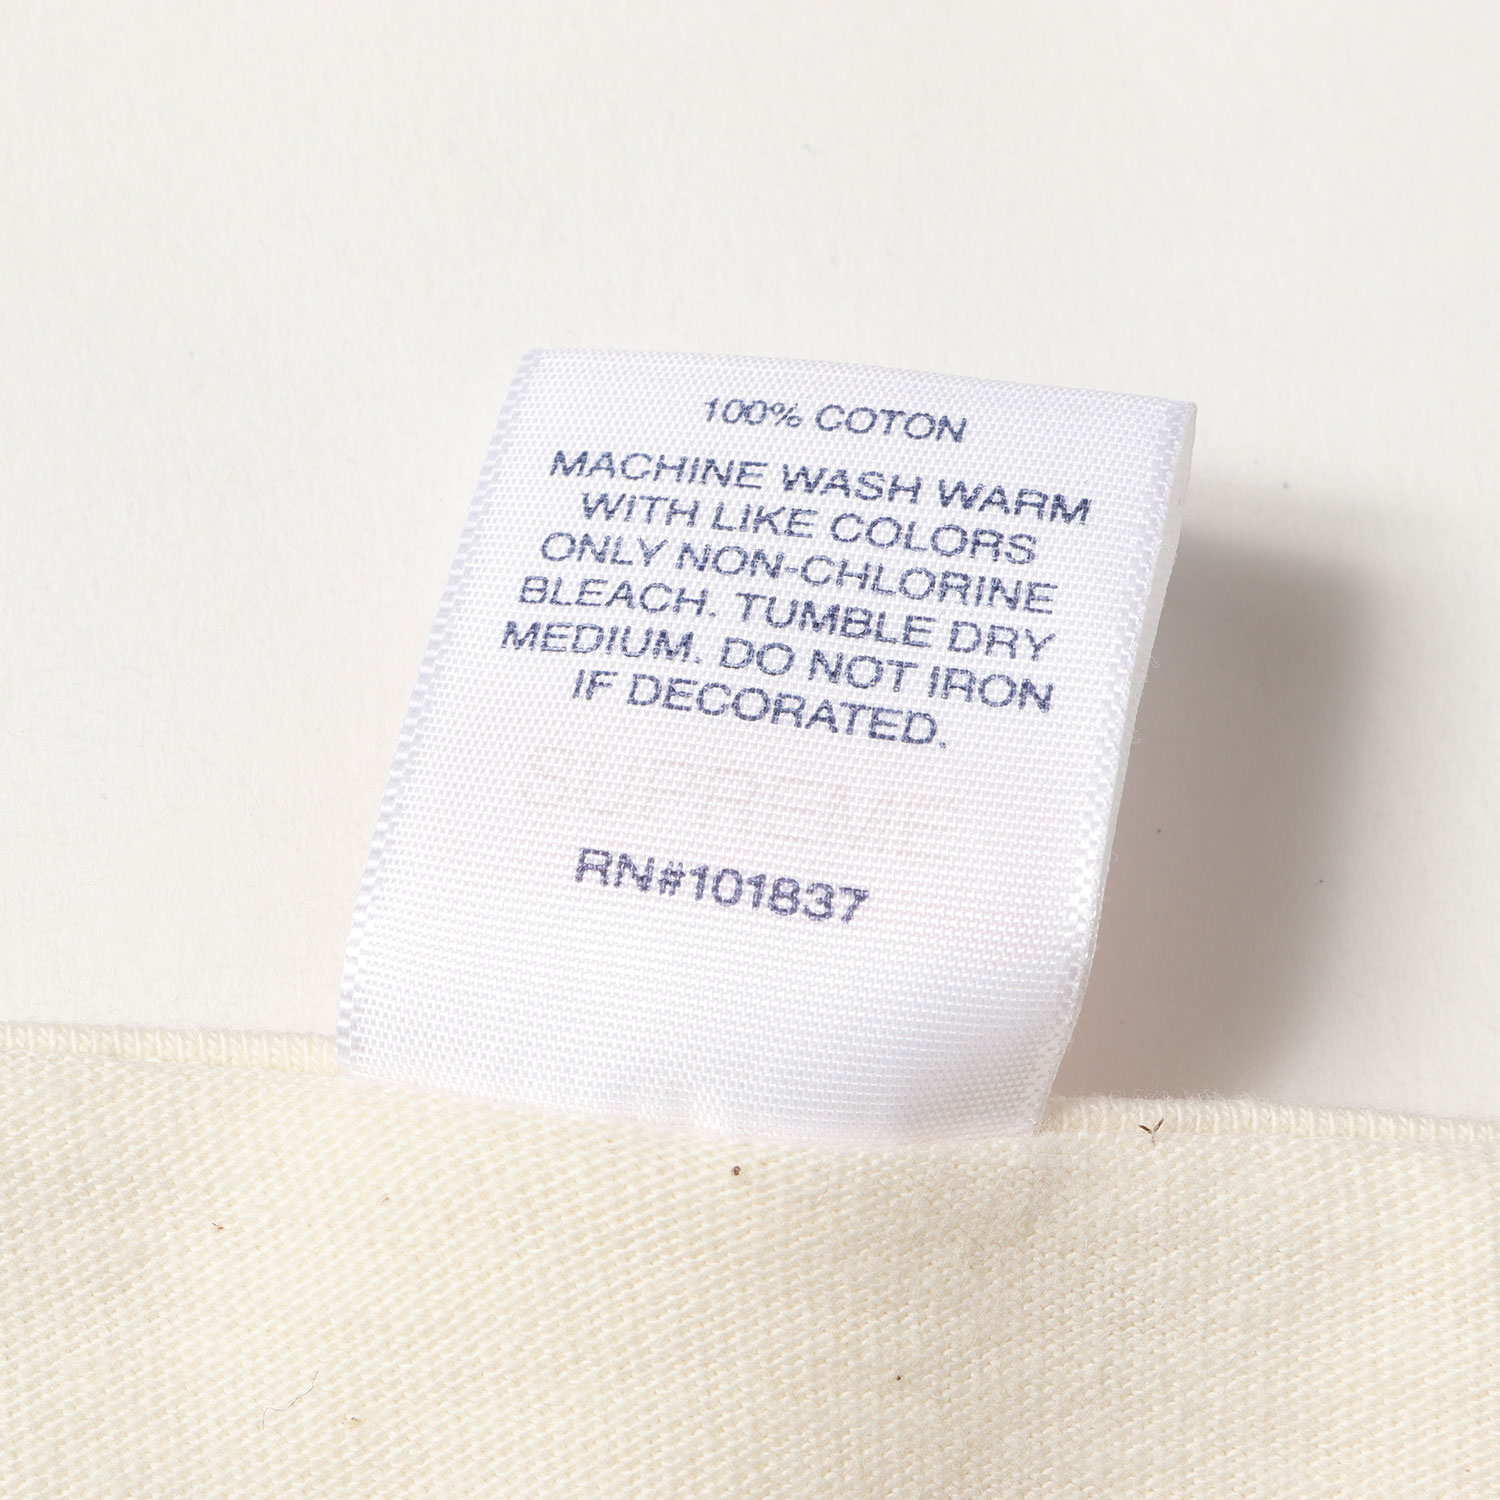 100% COTON
MACHINE WASH WARM
WITH LIKE COLORS
ONLY NON-CHLORINE
BLEACH. TUMBLE DRY
MEDIUM. DO NOT IRON
IF DECORATED.
RN#101837